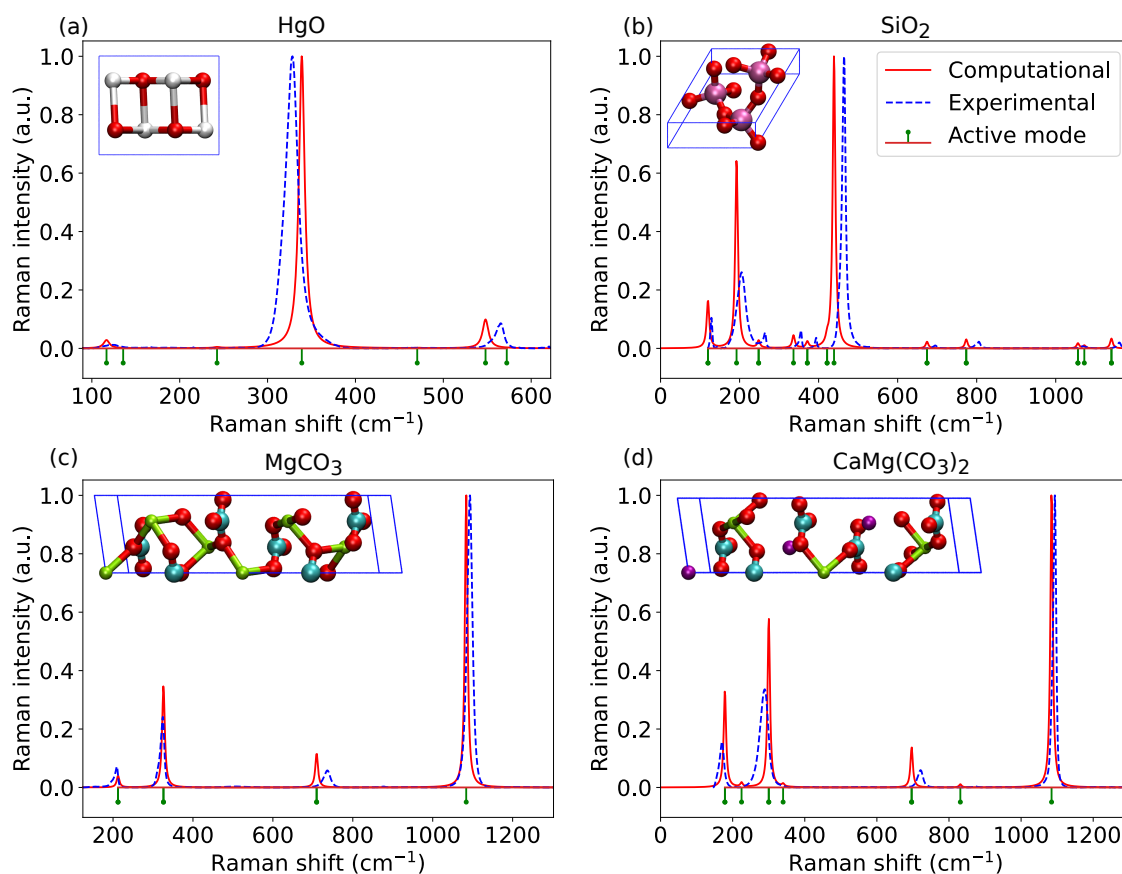 (a)
HgO
Raman intensity (a.u.)
1.0
0.8
0.6
0.4
0.2
0.0
100 200 300 400 500 600
Raman shift (cm⁻¹)
(b)
SiO₂
Computational
Experimental
Active mode
Raman intensity (a.u.)
1.0
0.8
0.6
0.4
0.2
0.0
0 200 400 600 800 1000
Raman shift (cm⁻¹)
(c)
MgCO₃
Raman intensity (a.u.)
1.0
0.8
0.6
0.4
0.2
0.0
200 400 600 800 1000 1200
Raman shift (cm⁻¹)
(d)
CaMg(CO₃)₂
Raman intensity (a.u.)
1.0
0.8
0.6
0.4
0.2
0.0
0 200 400 600 800 1000 1200
Raman shift (cm⁻¹)